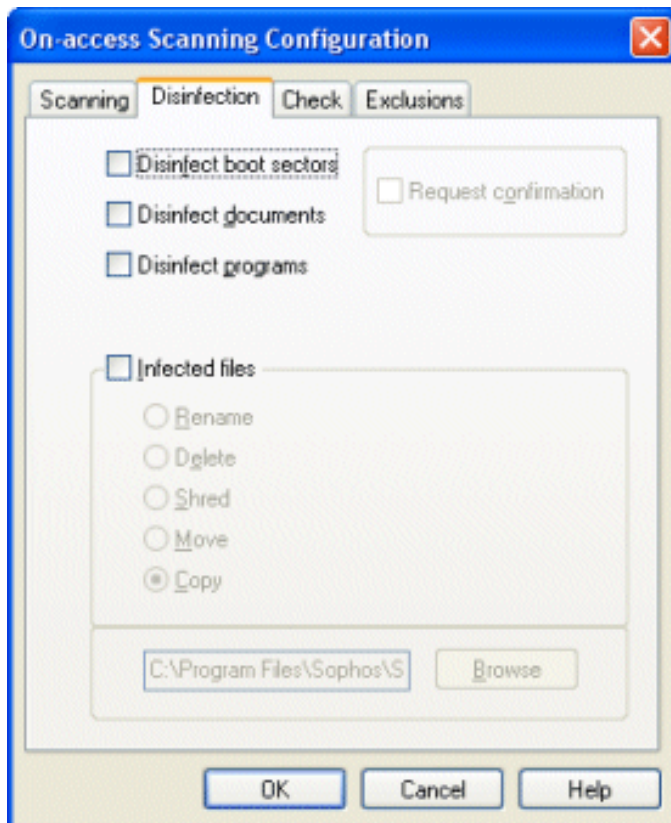 On-access Scanning Configuration
Scanning Disinfection Check Exclusions
Disinfect boot sectors
Request confirmation
Disinfect documents
Disinfect programs
Infected files
Rename
Delete
Shred
Move
Copy
C:\Program Files\Sophos\S Browse
OK Cancel Help